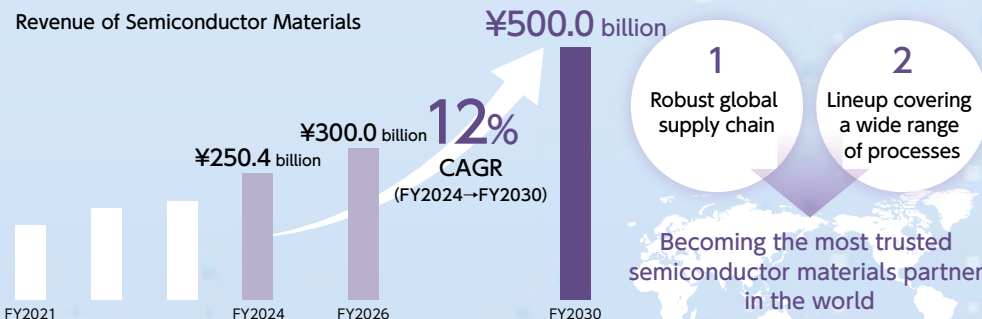 Revenue of Semiconductor Materials
¥500.0 billion
¥300.0 billion
¥250.4 billion
12%
CAGR
(FY2024→FY2030)
FY2021
FY2024
FY2026
FY2030
1
Robust global
supply chain
2
Lineup covering
a wide range
of processes
Becoming the most trusted
semiconductor materials partner
in the world